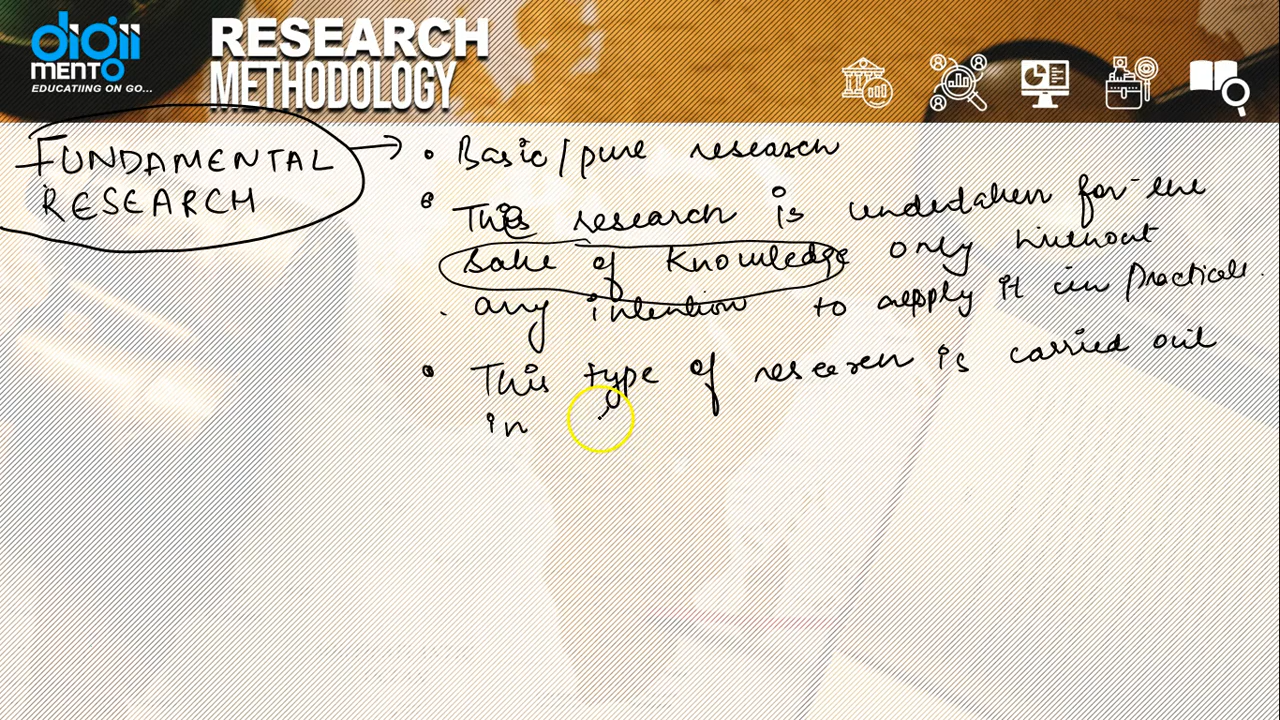 digii
MENTO
EDUCATIING ON GO...
RESEARCH
METHODOLOGY
FUNDAMENTAL
RESEARCH
• Basic/pure research
• This research is undertaken for the
sake of knowledge only without
any intention to apply it in practical.
• This type of research is carried out
in